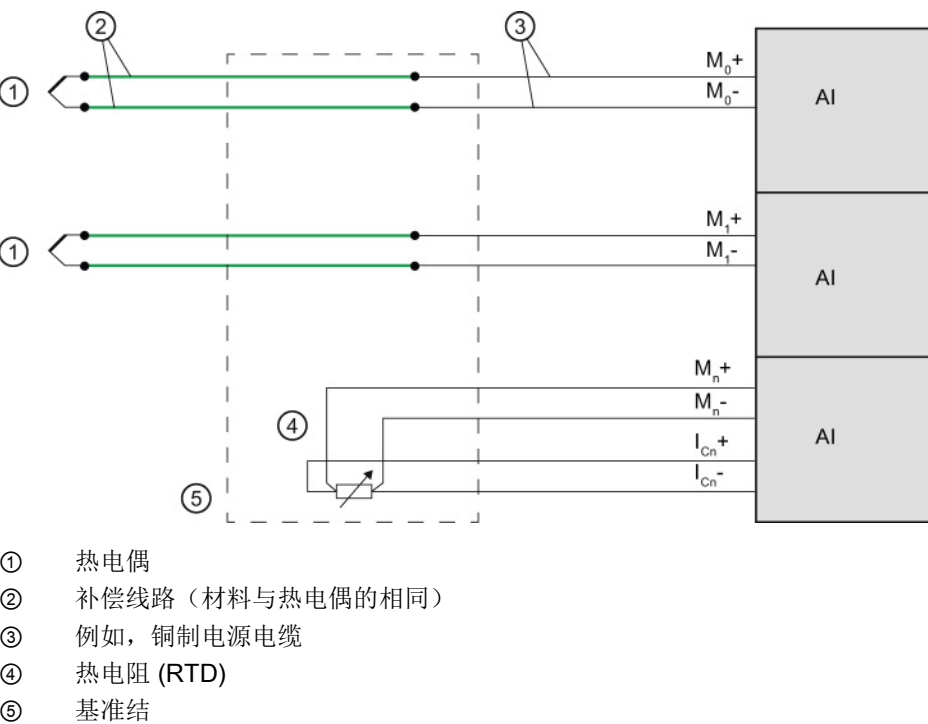 ② ③
M₀+
① M₀- AI
M₁+
① M₁-
AI
Mₙ+
Mₙ-
④ AI
I_Cn+
I_Cn-
⑤
① 热电偶
② 补偿线路（材料与热电偶的相同）
③ 例如，铜制电源电缆
④ 热电阻 (RTD)
⑤ 基准结